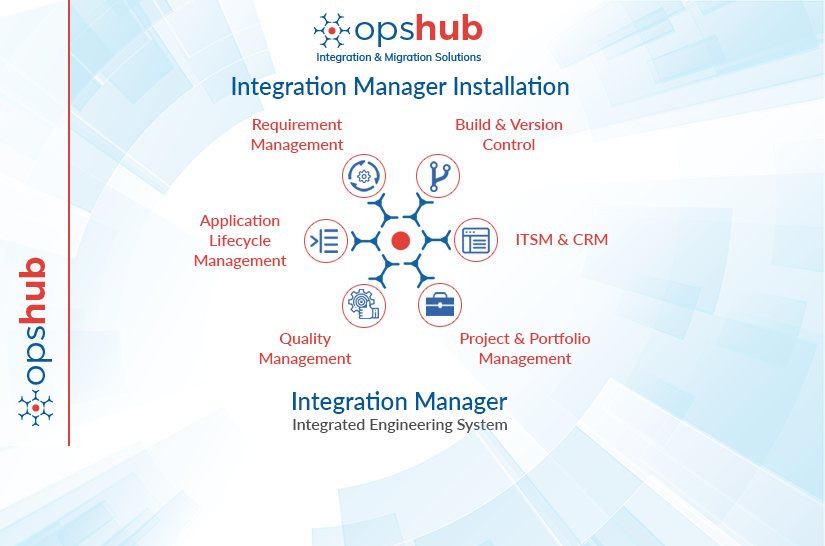 opshub
Integration & Migration Solutions
Integration Manager Installation
Requirement
Management
Build & Version
Control
Application
Lifecycle
Management
ITSM & CRM
Quality
Management
Project & Portfolio
Management
Integration Manager
Integrated Engineering System
opshub